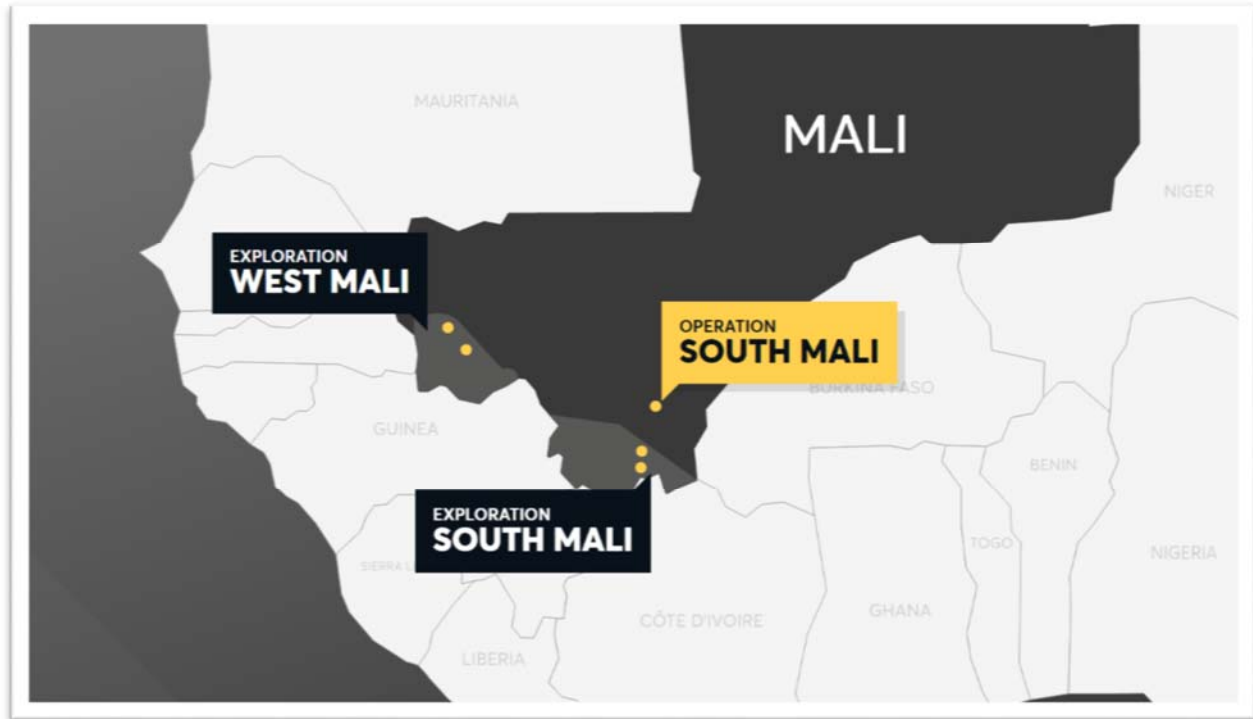 MAURITANIA
MALI
NIGER
EXPLORATION
WEST MALI
OPERATION
SOUTH MALI
BURKINA FASO
GUINEA
BENIN
EXPLORATION
SOUTH MALI
TOGO
NIGERIA
SIERRA
GHANA
CÔTE D'IVOIRE
LIBERIA